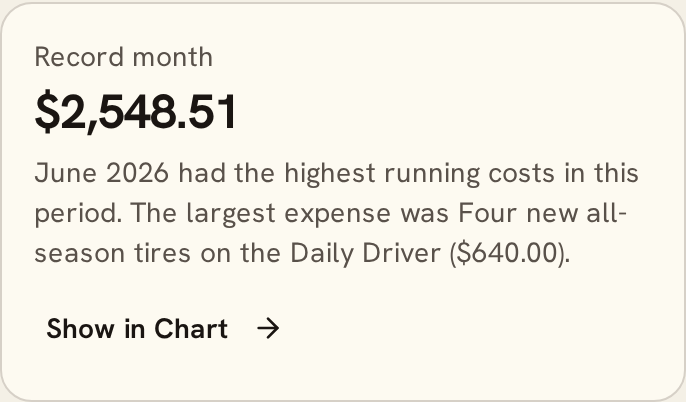 Record month
$2,548.51
June 2026 had the highest running costs in this
period. The largest expense was Four new all-
season tires on the Daily Driver ($640.00).
Show in Chart →